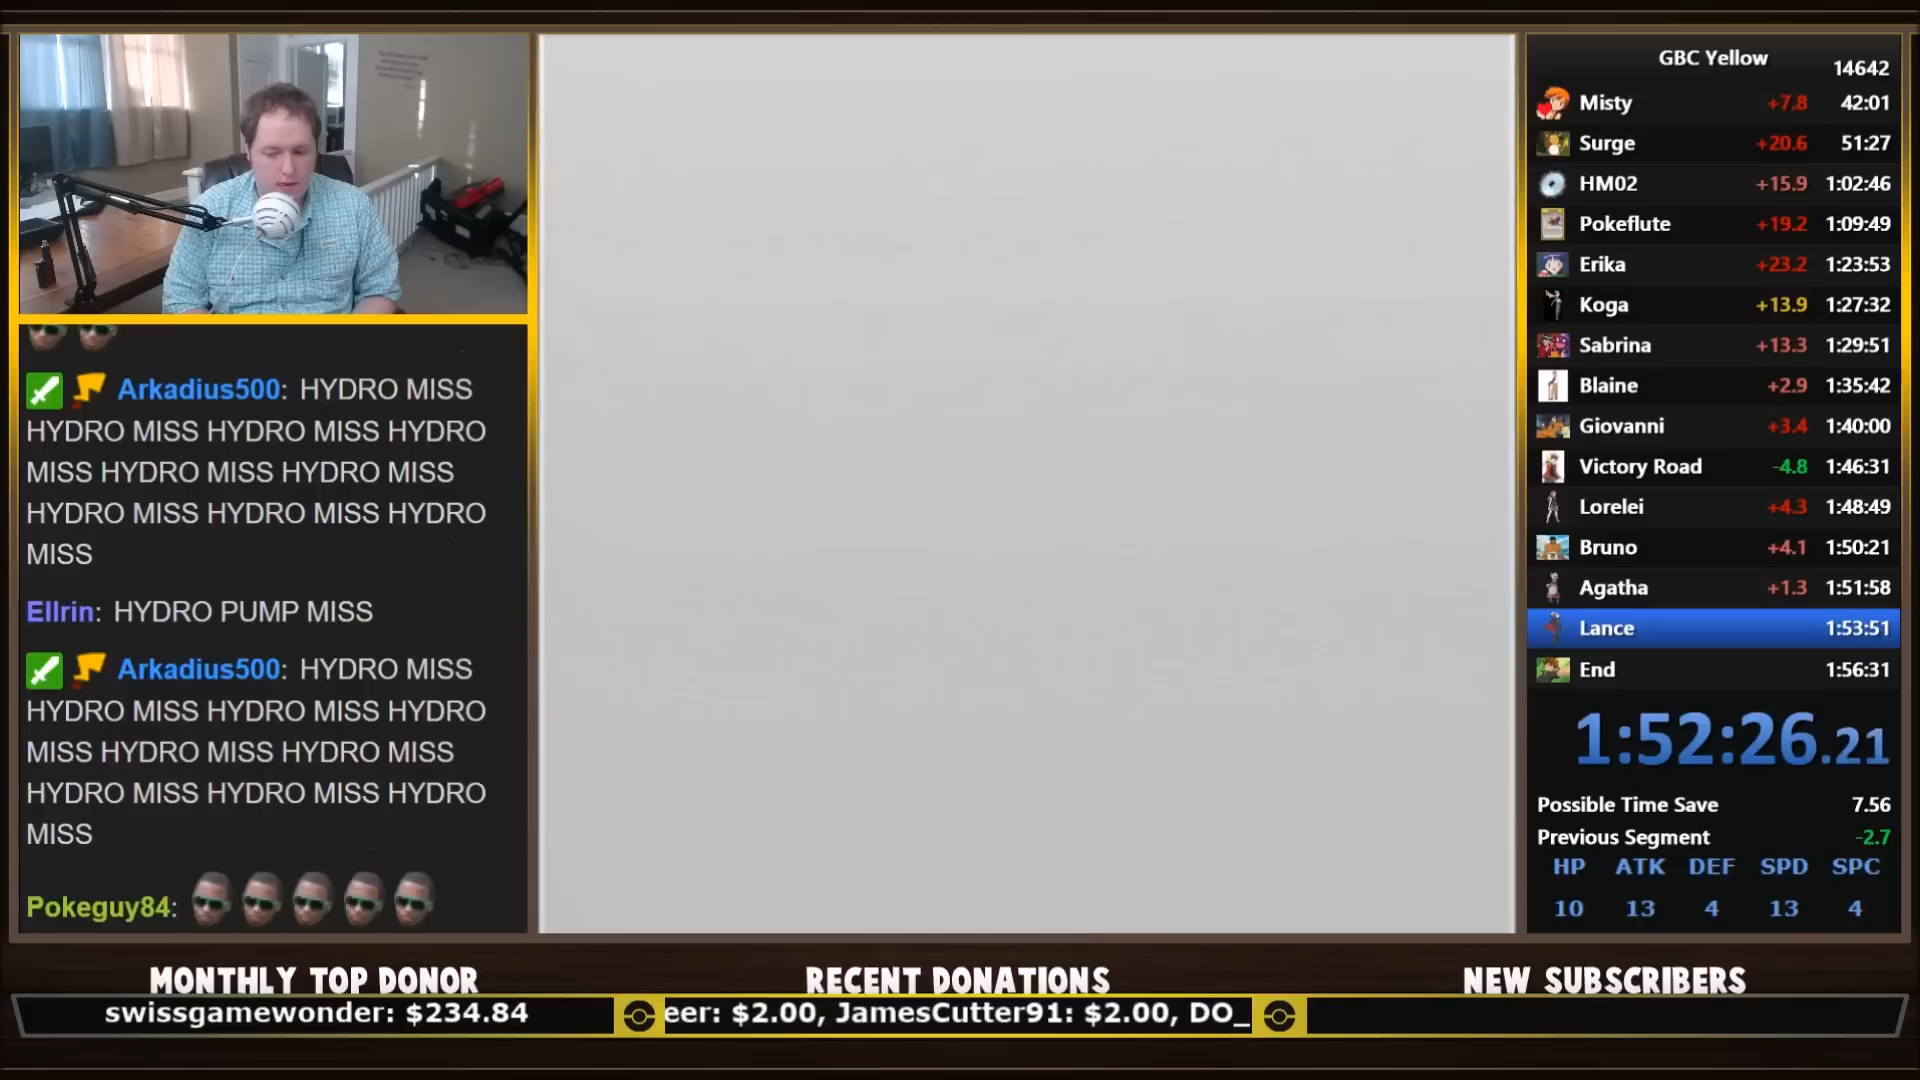 Arkadius500: HYDRO MISS
HYDRO MISS HYDRO MISS HYDRO
MISS HYDRO MISS HYDRO MISS
HYDRO MISS HYDRO MISS HYDRO
MISS
Ellrin: HYDRO PUMP MISS
Arkadius500: HYDRO MISS
HYDRO MISS HYDRO MISS HYDRO
MISS HYDRO MISS HYDRO MISS
HYDRO MISS HYDRO MISS HYDRO
MISS
Pokeguy84:
GBC Yellow
14642
Misty +7.8 42:01
Surge +20.6 51:27
HM02 +15.9 1:02:46
Pokeflute +19.2 1:09:49
Erika +23.2 1:23:53
Koga +13.9 1:27:32
Sabrina +13.3 1:29:51
Blaine +2.9 1:35:42
Giovanni +3.4 1:40:00
Victory Road -4.8 1:46:31
Lorelei +4.3 1:48:49
Bruno +4.1 1:50:21
Agatha +1.3 1:51:58
Lance 1:53:51
End 1:56:31
1:52:26.21
Possible Time Save 7.56
Previous Segment -2.7
HP ATK DEF SPD SPC
10 13 4 13 4
MONTHLY TOP DONOR
swissgamewonder: $234.84
RECENT DONATIONS
eer: $2.00, JamesCutter91: $2.00, DO_
NEW SUBSCRIBERS